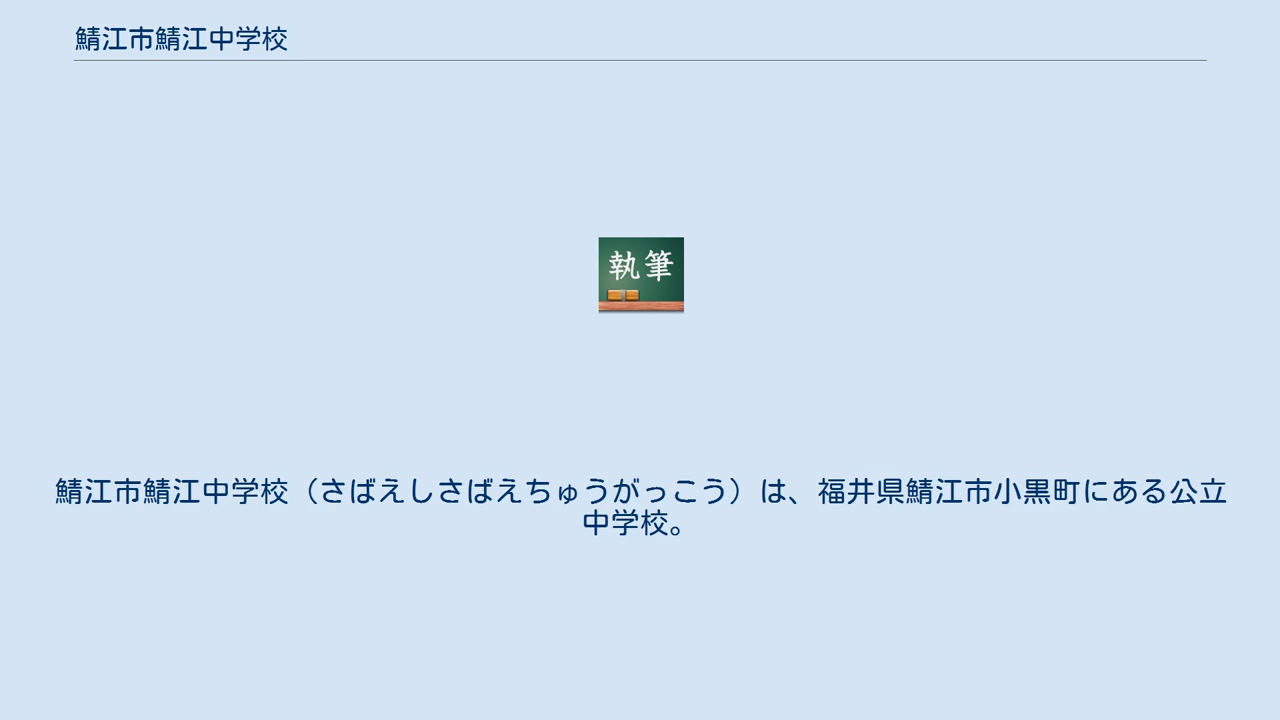 鯖江市鯖江中学校
執筆
鯖江市鯖江中学校（さばえしさばえちゅうがっこう）は、福井県鯖江市小黒町にある公立
中学校。